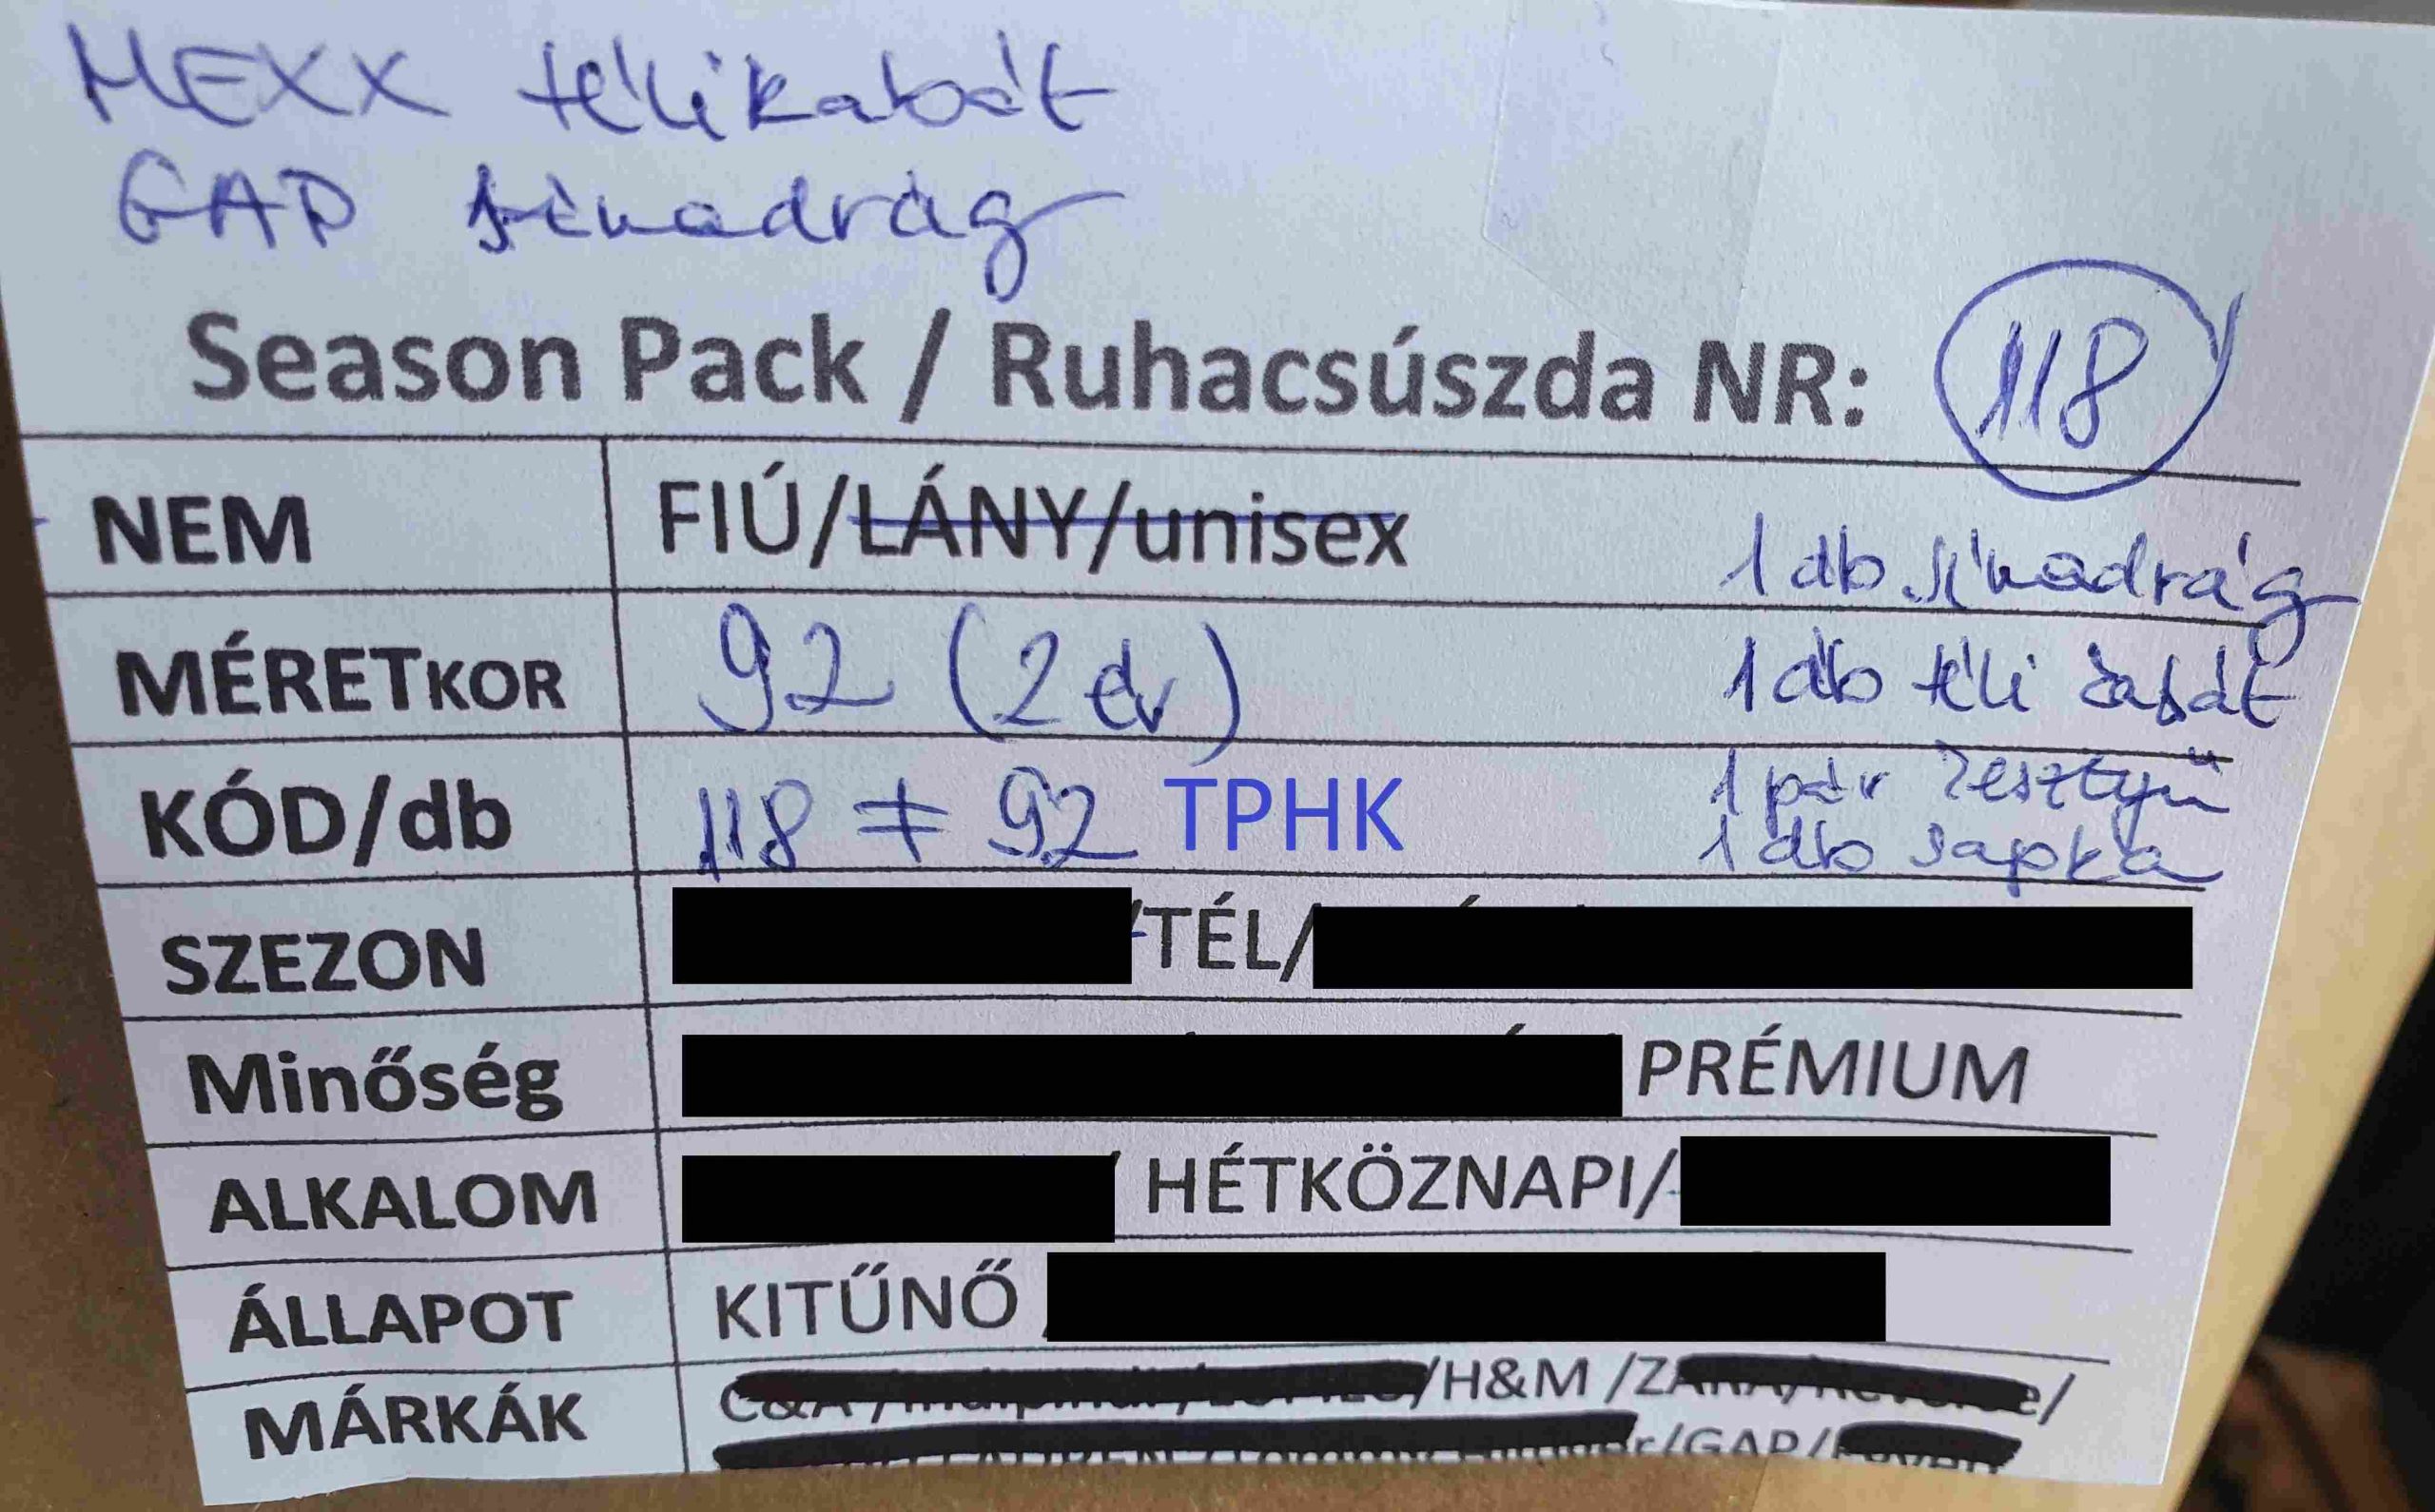 MEXX télikabát
GAP sínadrág
Season Pack / Ruhacsúszda NR: 118
NEM FIÚ/LÁNY/unisex 1 db sínadrág
MÉRETKOR 92 (2 év) 1 db téli kabát
KÓD/db 118 F 92 TPHK 1 pár kesztyű
1 db sapka
SZEZON /TÉL/
Minőség PRÉMIUM
ALKALOM / HÉTKÖZNAPI/
ÁLLAPOT KITŰNŐ
MÁRKÁK C&A /H&M /ZARA/
/GAP/